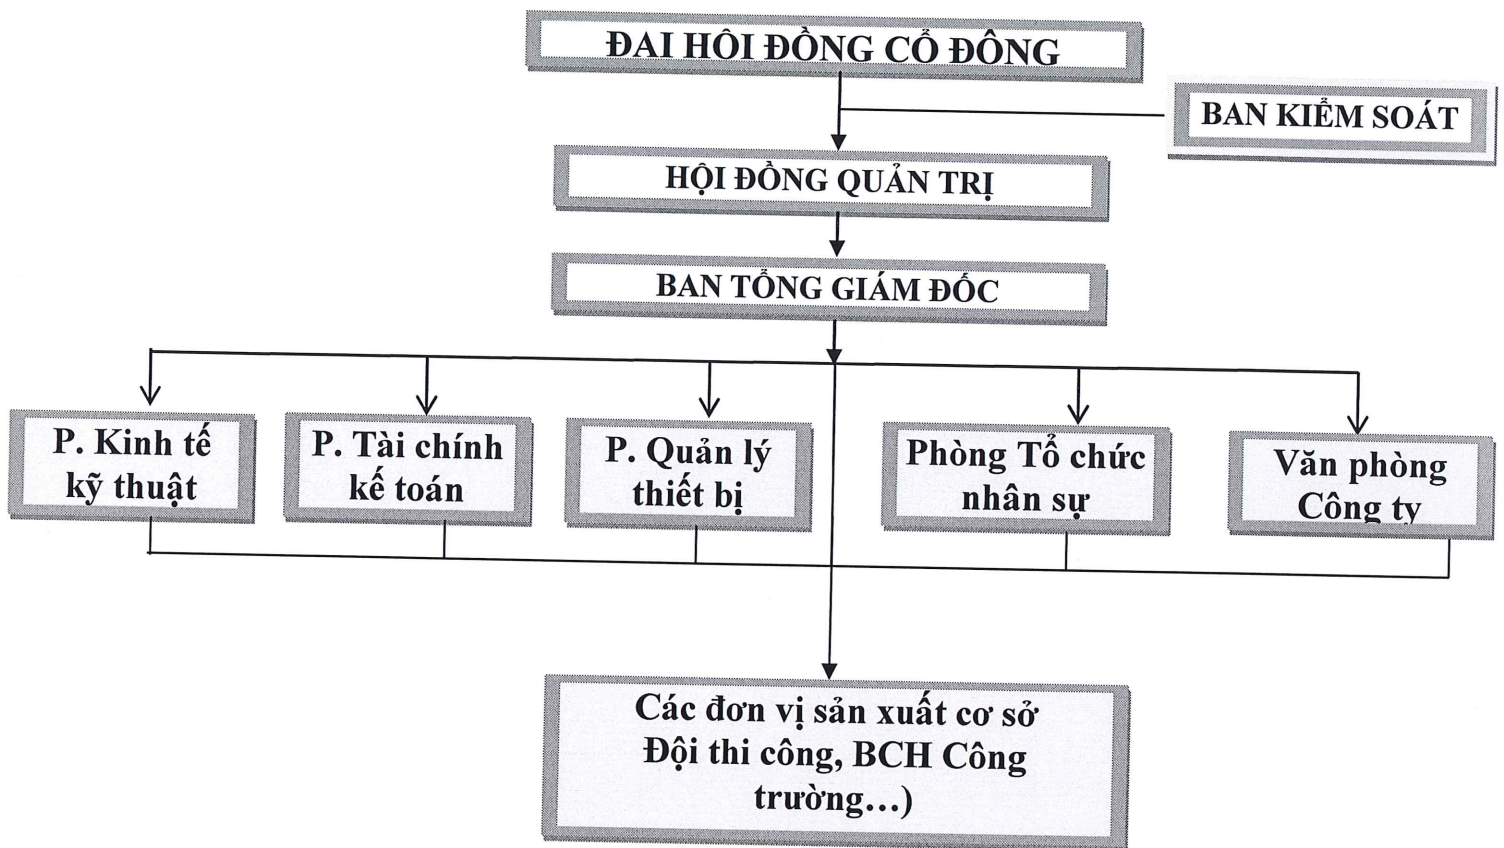 ĐẠI HỘI ĐỒNG CỔ ĐÔNG
BAN KIỂM SOÁT
HỘI ĐỒNG QUẢN TRỊ
BAN TỔNG GIÁM ĐỐC
P. Kinh tế
kỹ thuật
P. Tài chính
kế toán
P. Quản lý
thiết bị
Phòng Tổ chức
nhân sự
Văn phòng
Công ty
Các đơn vị sản xuất cơ sở
Đội thi công, BCH Công
trường...)